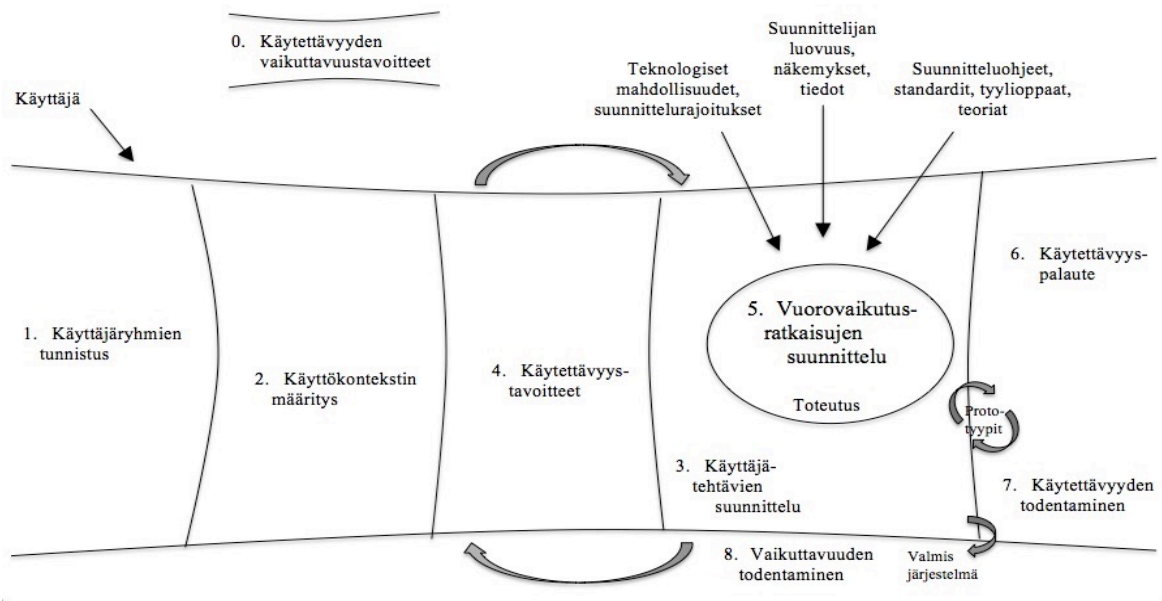 0. Käytettävyyden
vaikuttavuustavoitteet
Käyttäjä
Teknologiset
mahdollisuudet,
suunnittelurajoitukset
Suunnittelijan
luovuus,
näkemykset,
tiedot
Suunnitteluohjeet,
standardit, tyylioppaat,
teoriat
1. Käyttäjäryhmien
tunnistus
2. Käyttökontekstin
määritys
4. Käytettävyys-
tavoitteet
5. Vuorovaikutus-
ratkaisujen
suunnittelu
Toteutus
3. Käyttäjä-
tehtävien
suunnittelu
6. Käytettävyys-
palaute
Proto-
tyypit
7. Käytettävyyden
todentaminen
8. Vaikuttavuuden
todentaminen
Valmis
järjestelmä